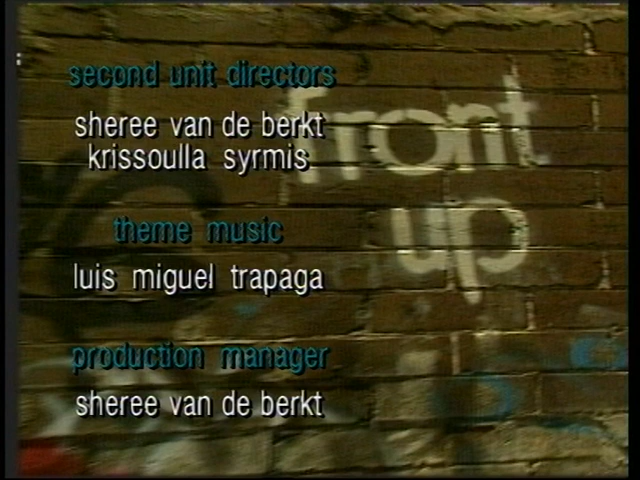 second unit directors
sheree van de berkt
krissoulla syrmis
theme music
luis miguel trapaga
production manager
sheree van de berkt
front
up